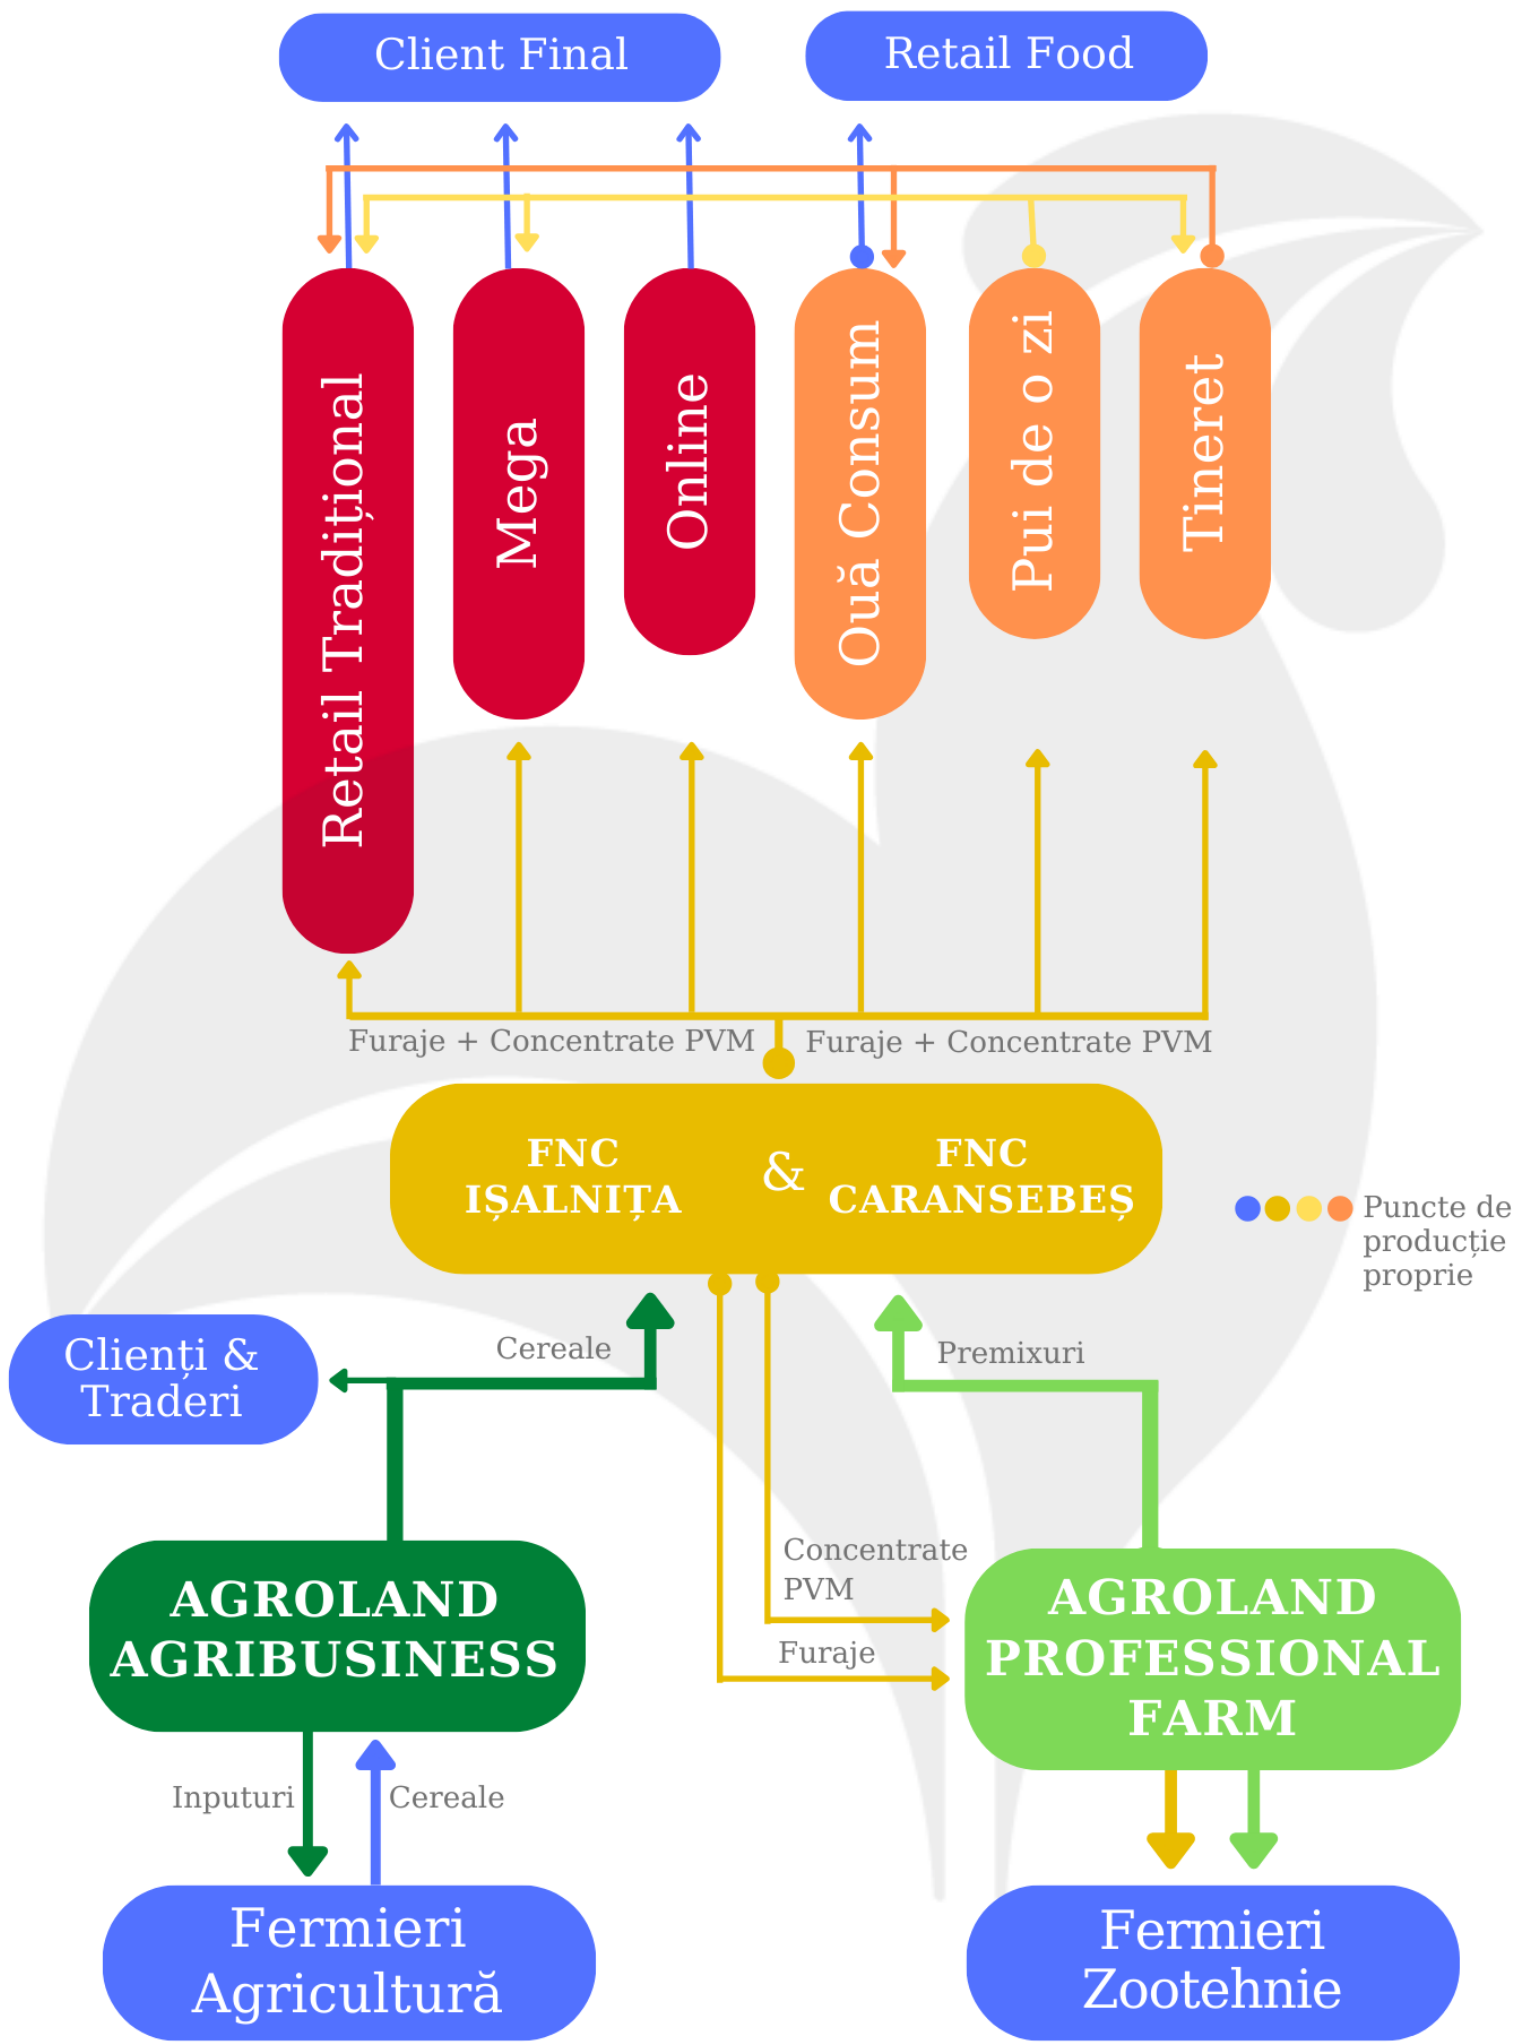 Client Final
Retail Food
Retail Tradițional
Mega
Online
Ouă Consum
Pui de o zi
Tineret
Furaje + Concentrate PVM
Furaje + Concentrate PVM
FNC
IȘALNIȚA
&
FNC
CARANSEBEȘ
Puncte de
producție
proprie
Clienți &
Traderi
Cereale
Premixuri
Concentrate
PVM
Furaje
AGROLAND
AGRIBUSINESS
AGROLAND
PROFESSIONAL
FARM
Inputuri
Cereale
Fermieri
Agricultură
Fermieri
Zootehnie